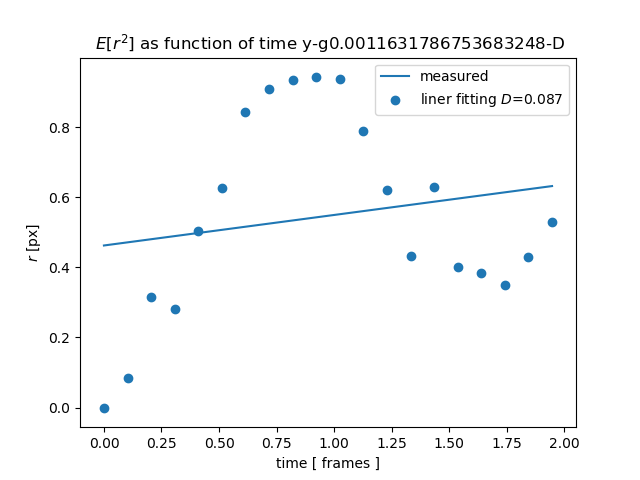 E[r²] as function of time y-g0.0011631786753683248-D
measured
liner fitting D=0.087
0.8
0.6
0.4
0.2
0.0
r [px]
0.00 0.25 0.50 0.75 1.00 1.25 1.50 1.75 2.00
time [ frames ]